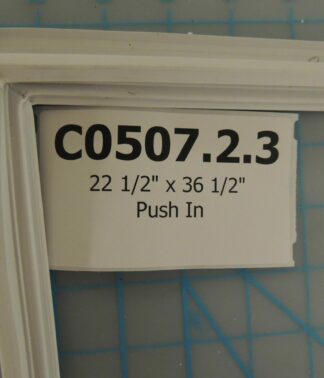 C0507.2.3
22 1/2" x 36 1/2"
Push In